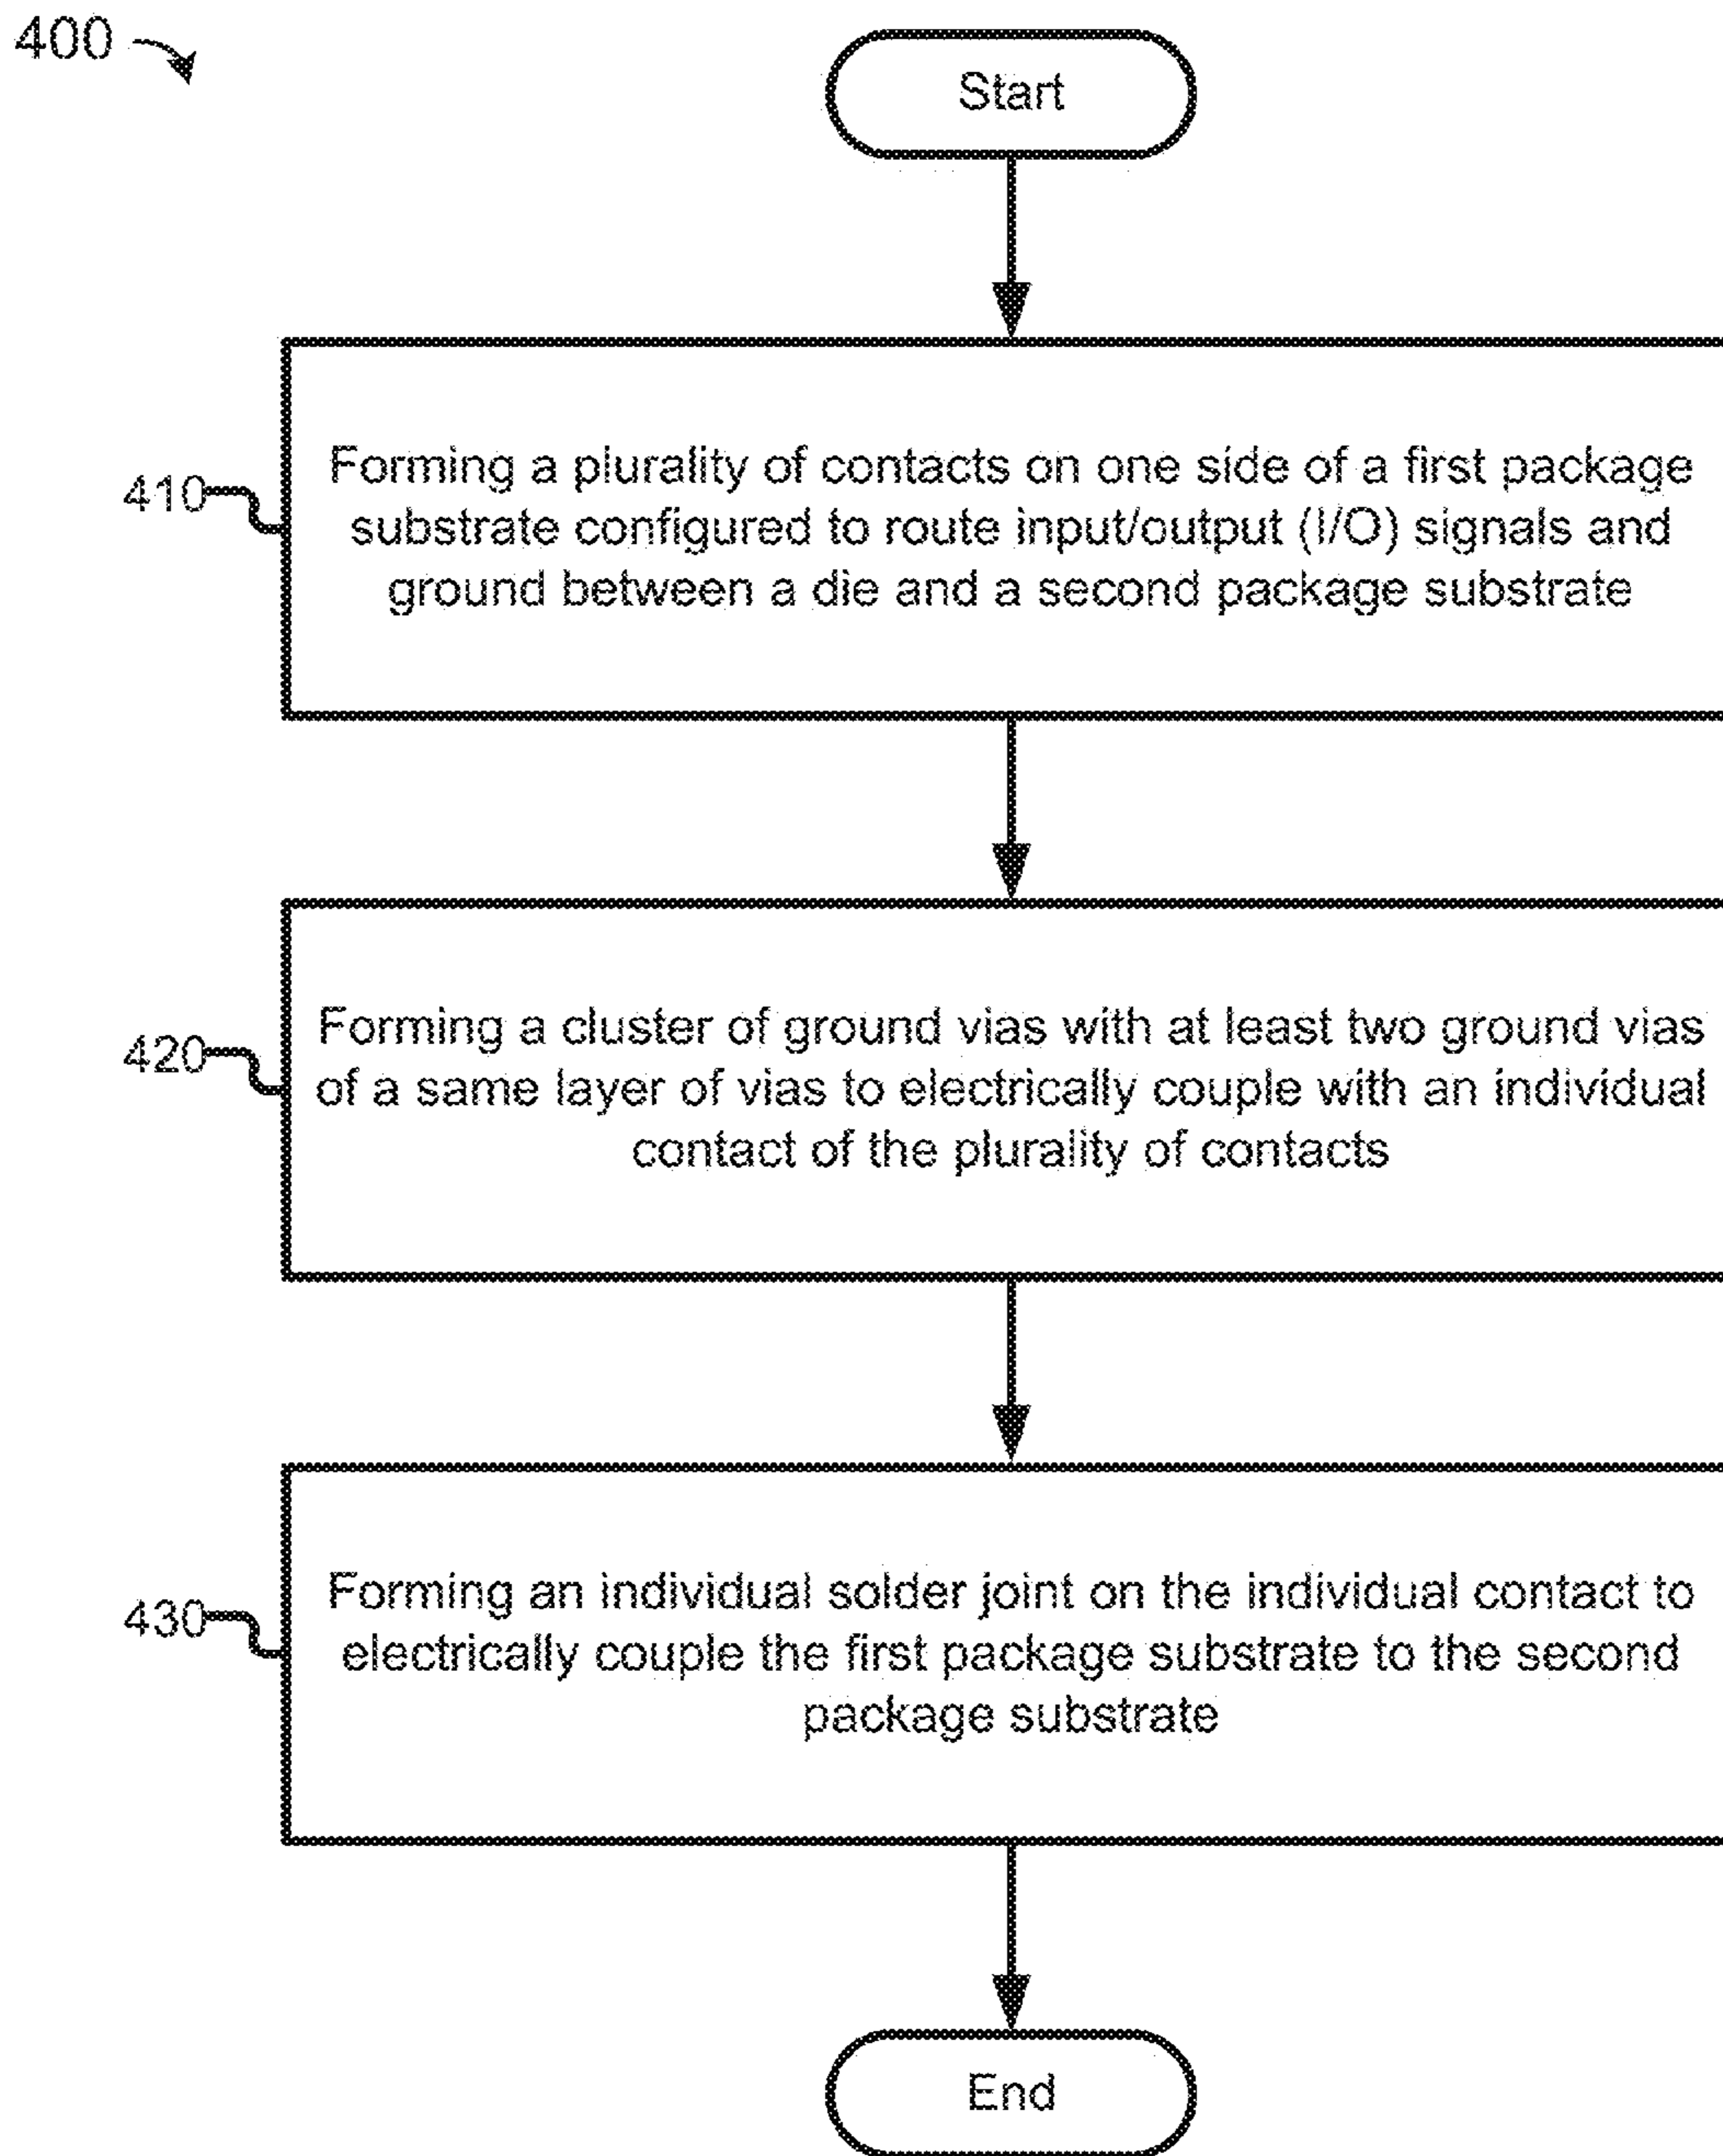 400
Start
410
Forming a plurality of contacts on one side of a first package
substrate configured to route input/output (I/O) signals and
ground between a die and a second package substrate
420
Forming a cluster of ground vias with at least two ground vias
of a same layer of vias to electrically couple with an individual
contact of the plurality of contacts
430
Forming an individual solder joint on the individual contact to
electrically couple the first package substrate to the second
package substrate
End